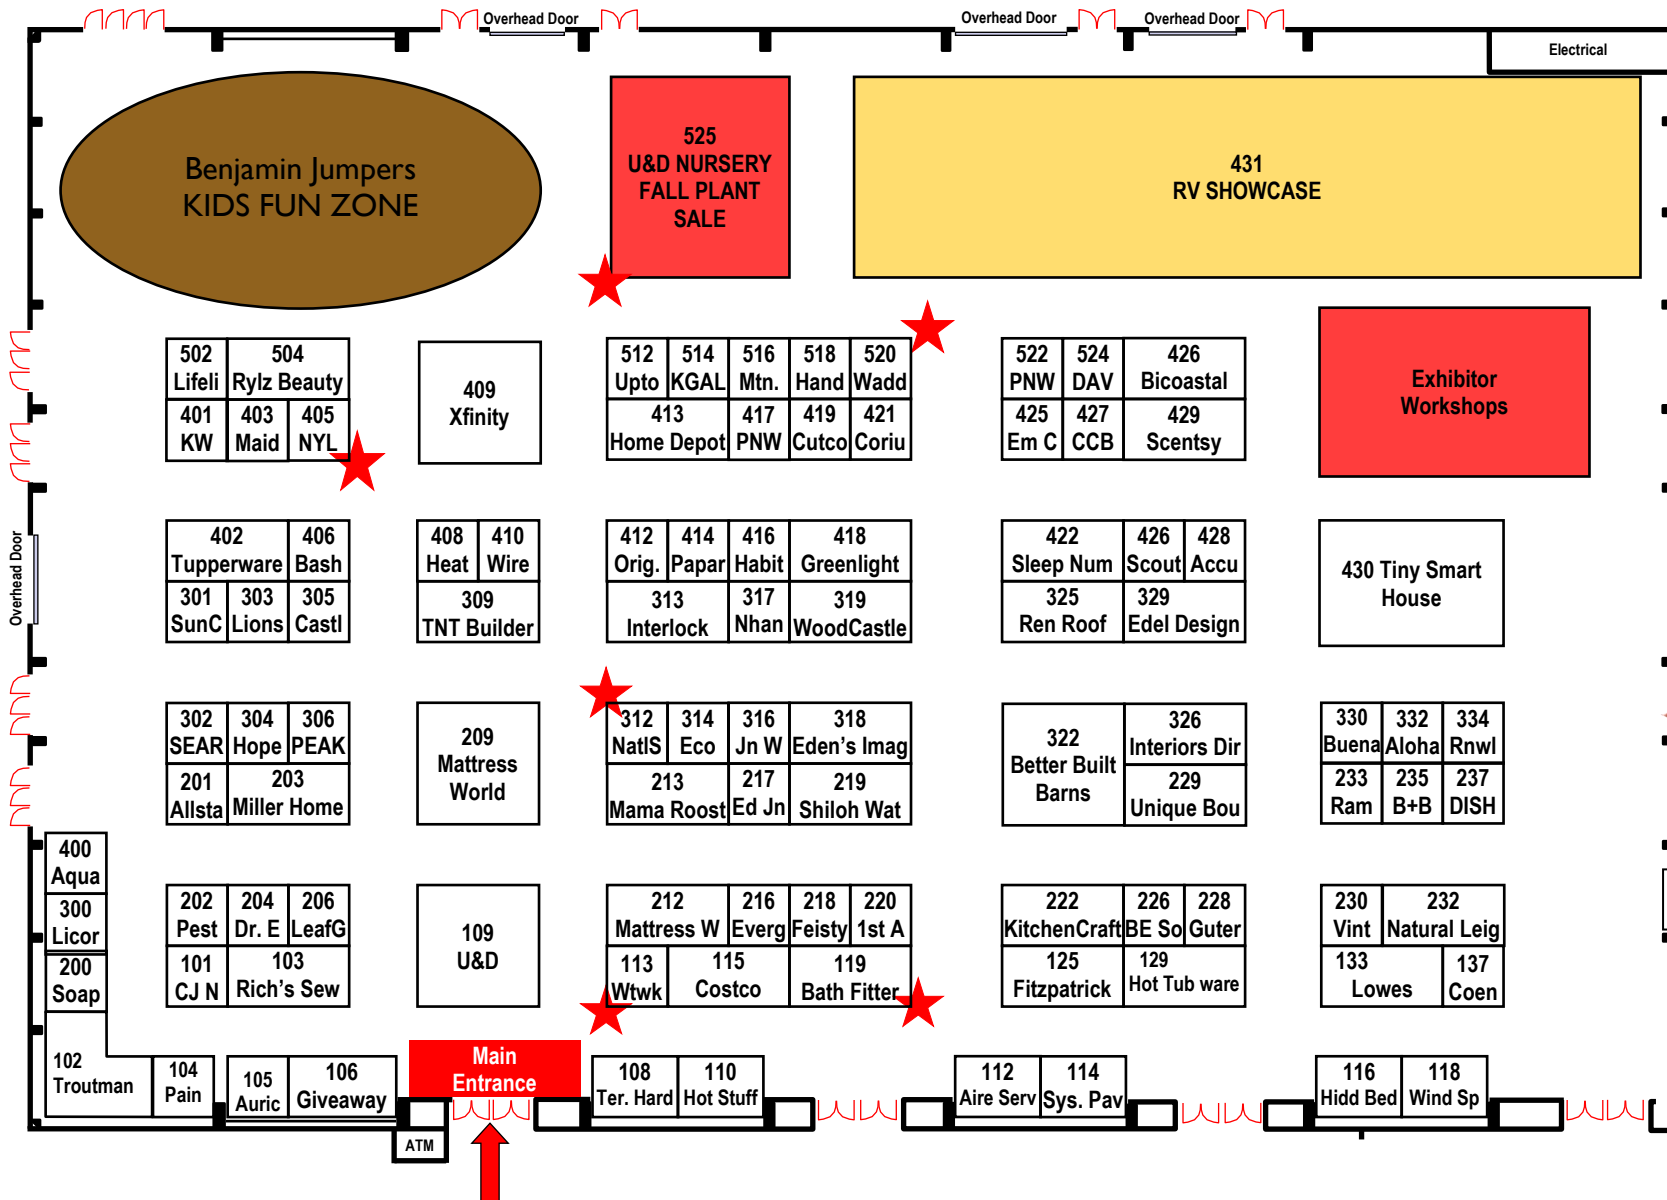 Overhead Door
Overhead Door
Overhead Door
Electrical
Benjamin Jumpers
KIDS FUN ZONE
525
U&D NURSERY
FALL PLANT
SALE
431
RV SHOWCASE
502
Lifeli
504
Rylz Beauty
401
KW
403
Maid
405
NYL
409
Xfinity
512
Upto
514
KGAL
516
Mtn.
518
Hand
520
Wadd
413
Home Depot
417
PNW
419
Cutco
421
Coriu
522
PNW
524
DAV
426
Bicoastal
425
Em C
427
CCB
429
Scentsy
Exhibitor
Workshops
Overhead Door
402
Tupperware
406
Bash
301
SunC
303
Lions
305
Castl
408
Heat
410
Wire
309
TNT Builder
412
Orig.
414
Papar
416
Habit
418
Greenlight
313
Interlock
317
Nhan
319
WoodCastle
422
Sleep Num
426
Scout
428
Accu
325
Ren Roof
329
Edel Design
430 Tiny Smart
House
302
SEAR
304
Hope
306
PEAK
201
Allsta
203
Miller Home
209
Mattress
World
312
NatIS
314
Eco
316
Jn W
318
Eden's Imag
213
Mama Roost
217
Ed Jn
219
Shiloh Wat
322
Better Built
Barns
326
Interiors Dir
229
Unique Bou
330
Buena
332
Aloha
334
Rnwl
233
Ram
235
B+B
237
DISH
400
Aqua
300
Licor
200
Soap
102
Troutman
202
Pest
204
Dr. E
206
LeafG
101
CJ N
103
Rich's Sew
109
U&D
212
Mattress W
216
Everg
218
Feisty
220
1st A
113
Wtwk
115
Costco
119
Bath Fitter
222
KitchenCraft
226
BE So
228
Guter
125
Fitzpatrick
129
Hot Tub ware
230
Vint
232
Natural Leig
133
Lowes
137
Coen
104
Pain
105
Auric
106
Giveaway
Main
Entrance
108
Ter. Hard
110
Hot Stuff
112
Aire Serv
114
Sys. Pav
116
Hidd Bed
118
Wind Sp
ATM